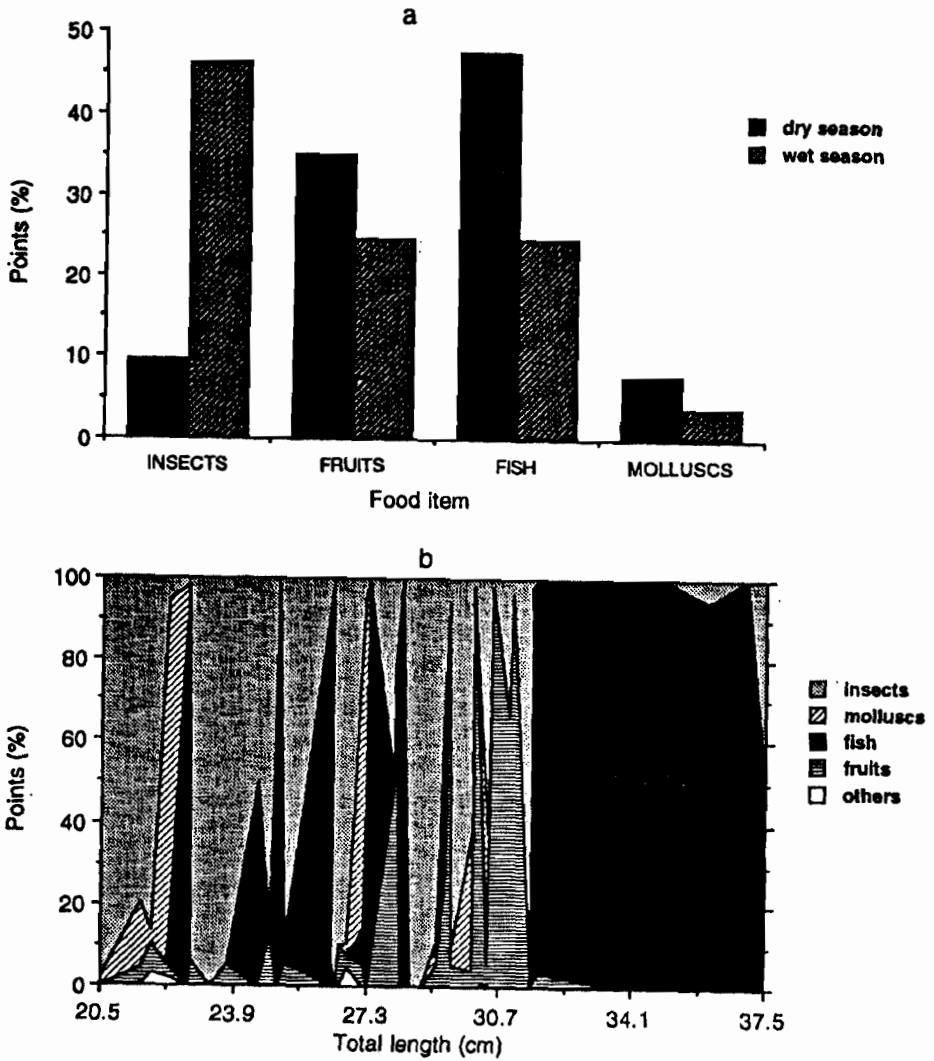 a
50
40
30
20
10
0
Points (%)
dry season
wet season
INSECTS FRUITS FISH MOLLUSCS
Food item
b
100
80
60
40
20
0
Points (%)
insects
molluscs
fish
fruits
others
20.5 23.9 27.3 30.7 34.1 37.5
Total length (cm)